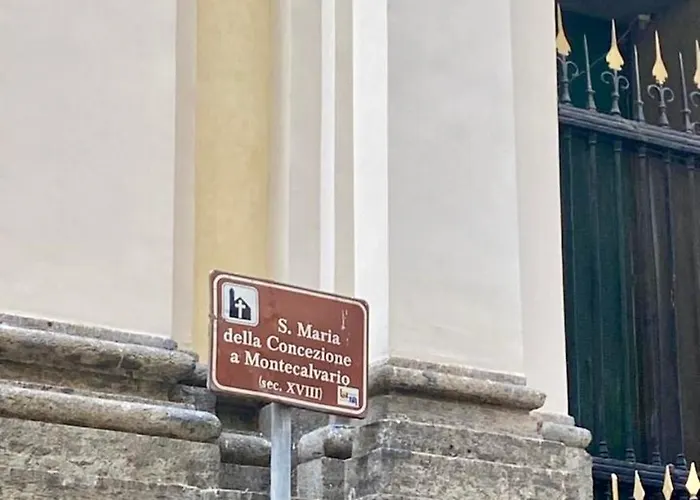 S. Maria
della Concezione
a Montecalvario
(sec. XVIII)